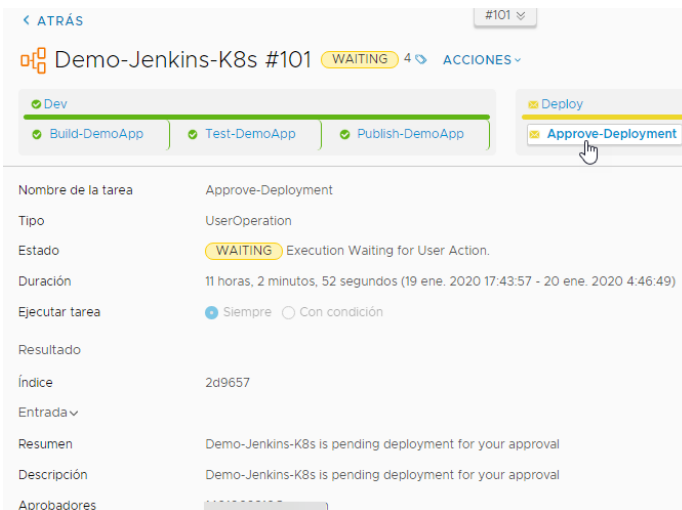 < ATRÁS
#101
Demo-Jenkins-K8s #101 WAITING 4 ACCIONES
Dev
Deploy
Build-DemoApp Test-DemoApp Publish-DemoApp Approve-Deployment
Nombre de la tarea Approve-Deployment
Tipo UserOperation
Estado WAITING Execution Waiting for User Action.
Duración 11 horas, 2 minutos, 52 segundos (19 ene. 2020 17:43:57 - 20 ene. 2020 4:46:49)
Ejecutar tarea Siempre Con condición
Resultado
Índice 2d9657
Entrada
Resumen Demo-Jenkins-K8s is pending deployment for your approval
Descripción Demo-Jenkins-K8s is pending deployment for your approval
Aprobadores